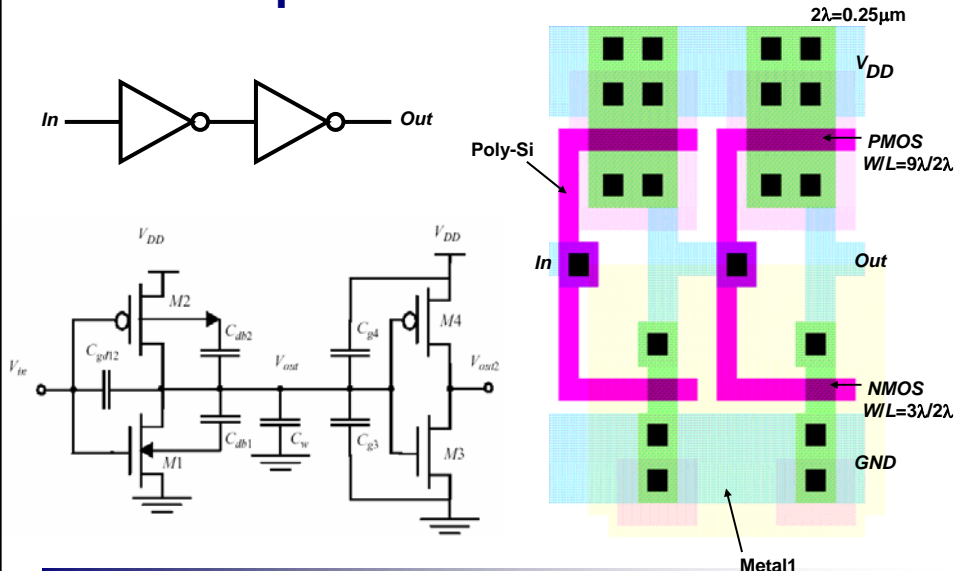 2λ=0.25μm
In
Out
Poly-Si
V_DD
PMOS
W/L=9λ/2λ
In
Out
NMOS
W/L=3λ/2λ
GND
Metal1
V_DD
V_DD
M2
M4
C_db2
C_g4
C_gd12
V_in
V_out
V_out2
C_db1
C_w
C_g3
M3
M1